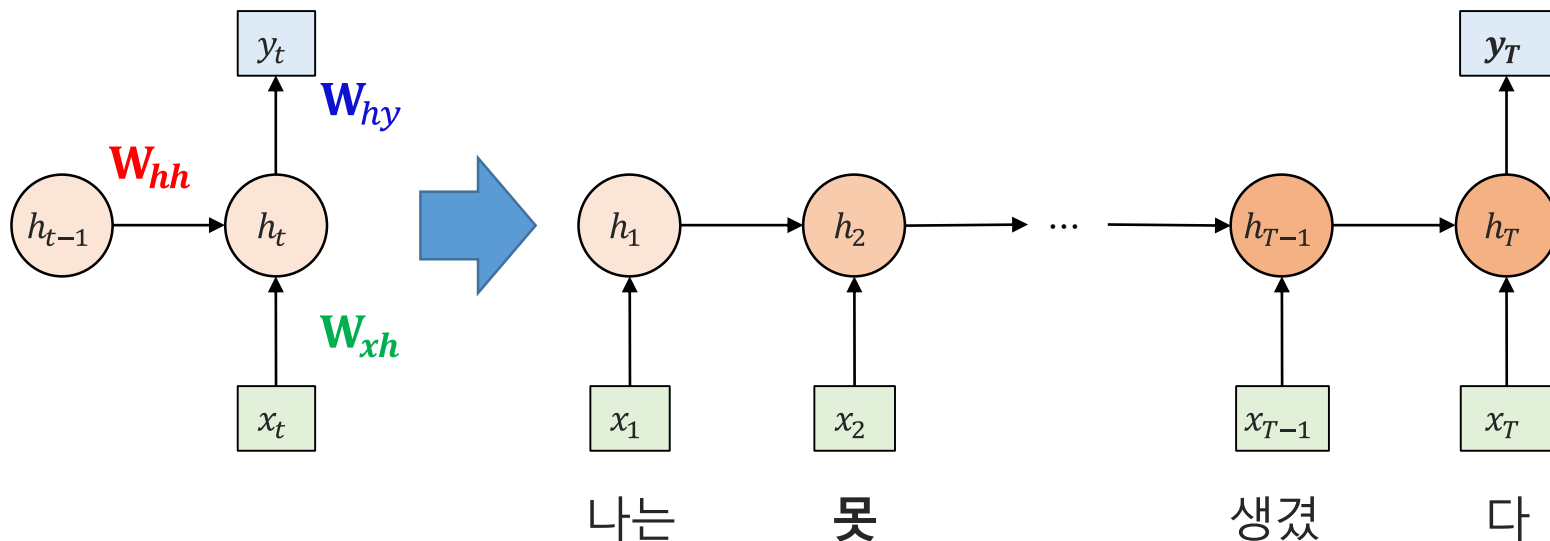 y_t y_T
W_hy
W_hh
h_{t−1} h_t h_1 h_2 ... h_{T−1} h_T
W_xh
x_t x_1 x_2 x_{T−1} x_T
나는 못 생겼 다